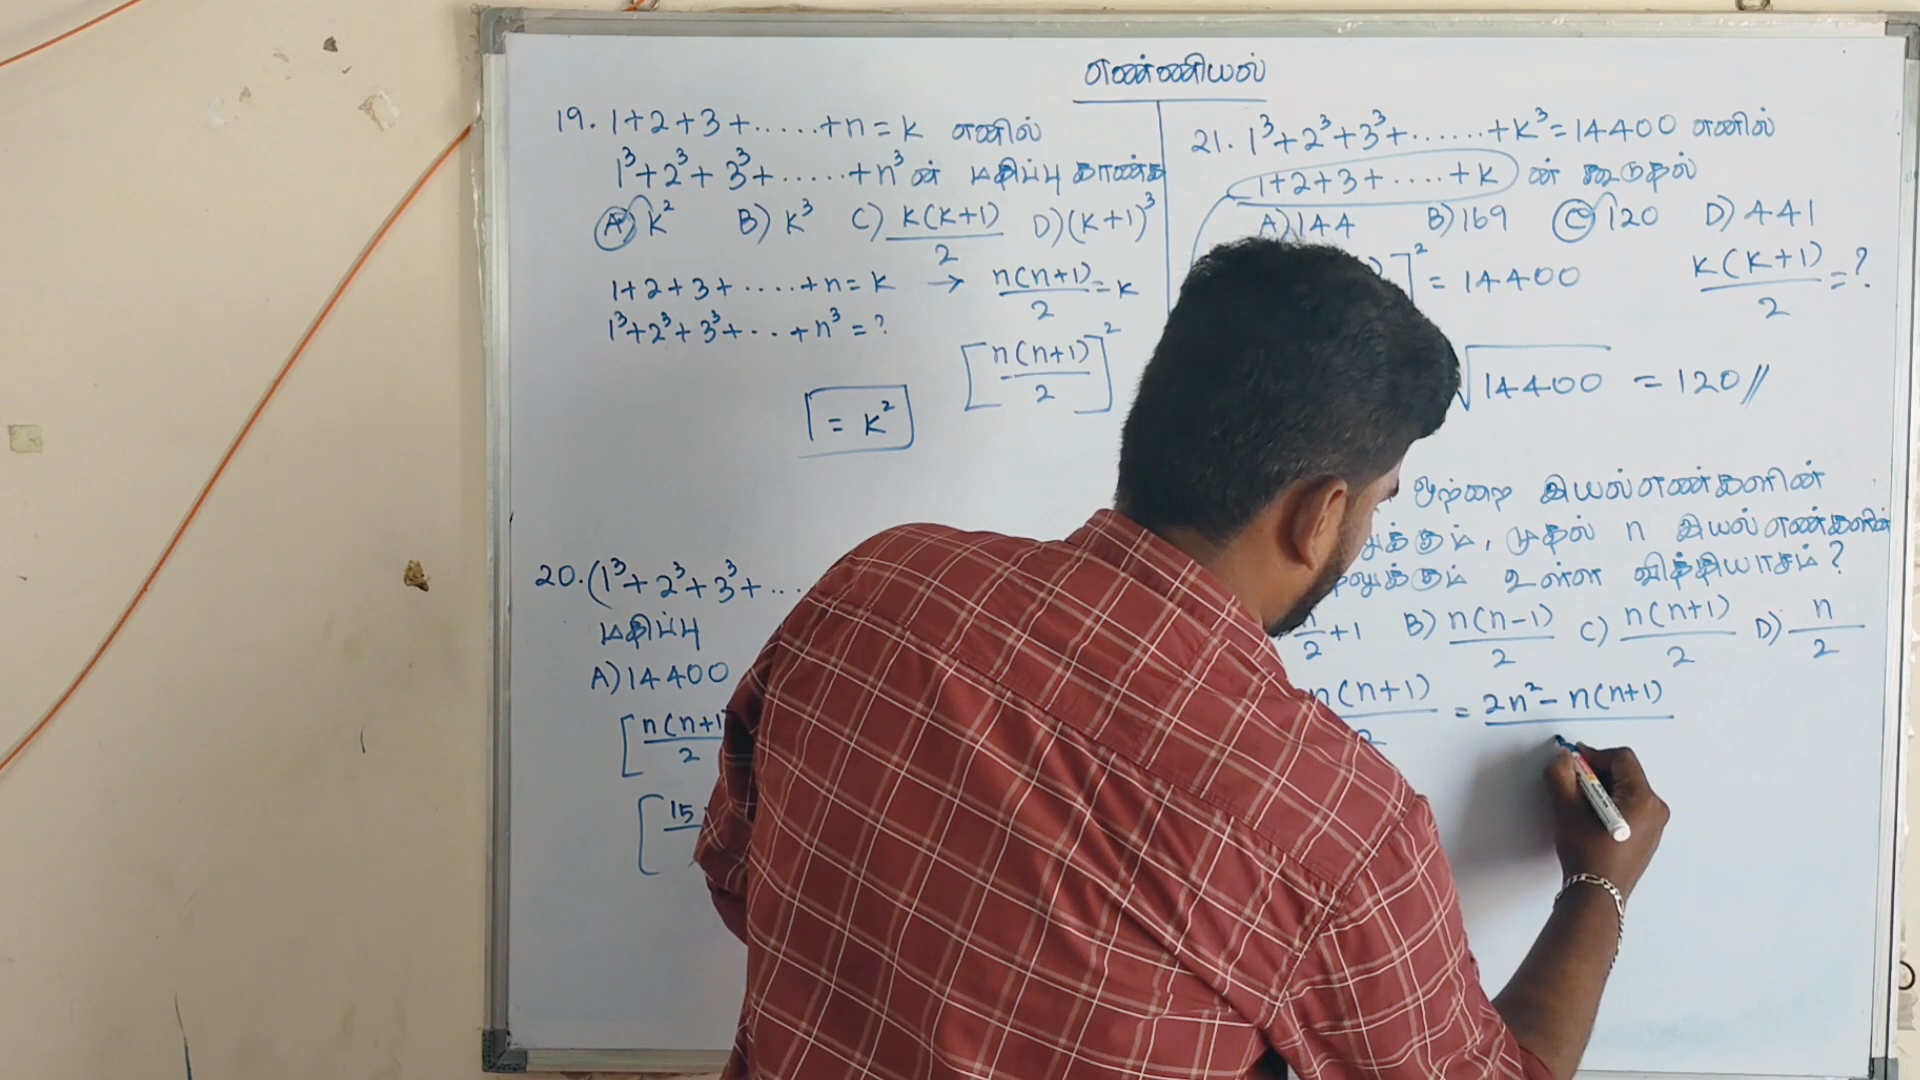 எண்ணியல்
19. 1+2+3+.....+n=k எனில்
1³+2³+3³+.....+n³ன் மதிப்பு காண்க
A) k² B) k³ C) k(k+1)/2 D) (k+1)³
1+2+3+....+n=k → n(n+1)/2=k
1³+2³+3³+...+n³=?
[n(n+1)/2]²
= k²
20. (1³+2³+3³+...
மதிப்பு
A) 14400
[n(n+1)/2
[15
21. 1³+2³+3³+......+k³=14400 எனில்
1+2+3+....+k ன் கூடுதல்
A) 144 B) 169 C) 120 D) 441
]²=14400 k(k+1)/2=?
√14400 = 120//
ஒற்றை இயல் எண்களின்
முதல் n இயல் எண்களின்
உள்ள வித்தியாசம்?
/2+1 B) n(n-1)/2 C) n(n+1)/2 D) n/2
n(n+1)/2 = 2n²-n(n+1)